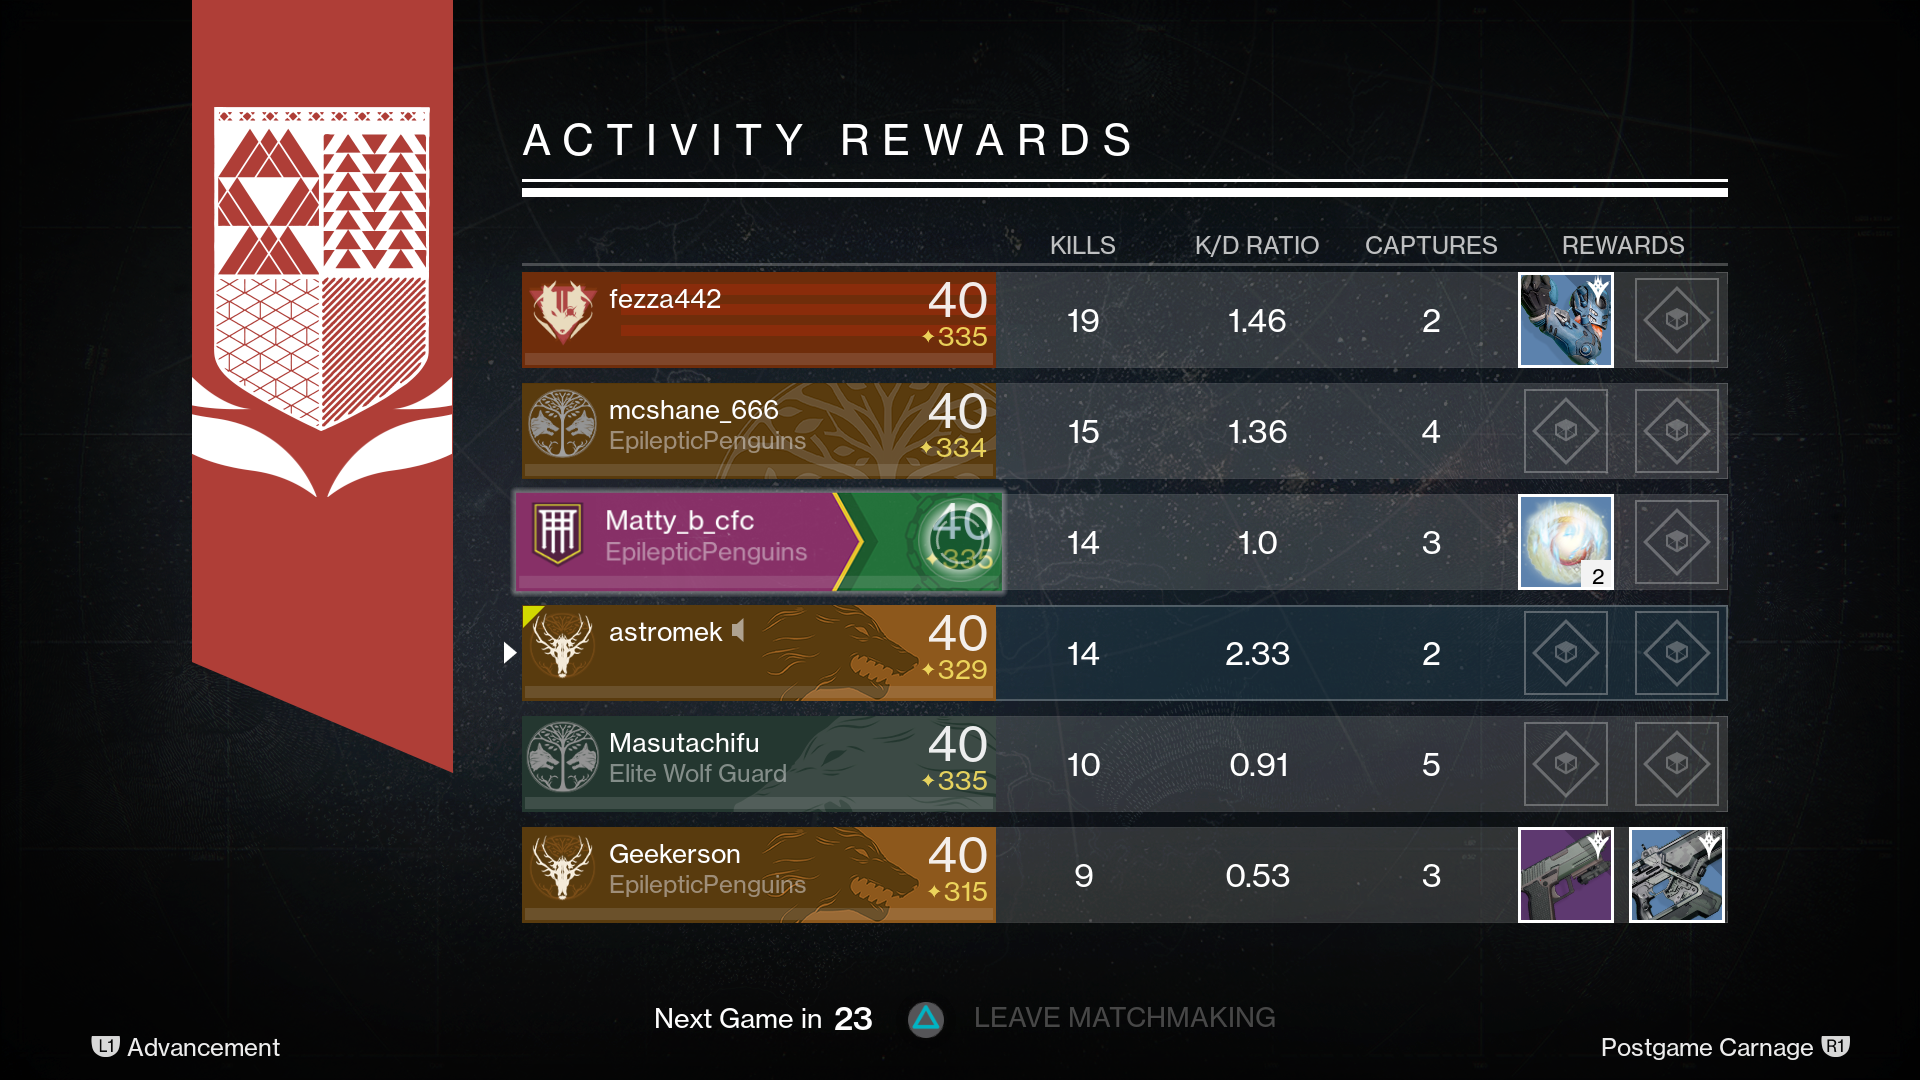 ACTIVITY REWARDS
KILLS K/D RATIO CAPTURES REWARDS
fezza442 40 19 1.46 2
335
mcshane_666 40 15 1.36 4
EpilepticPenguins 334
Matty_b_cfc 40 14 1.0 3
EpilepticPenguins 335 2
astromek 40 14 2.33 2
329
Masutachifu 40 10 0.91 5
Elite Wolf Guard 335
Geekerson 40 9 0.53 3
EpilepticPenguins 315
Next Game in 23 LEAVE MATCHMAKING
L1 Advancement Postgame Carnage R1